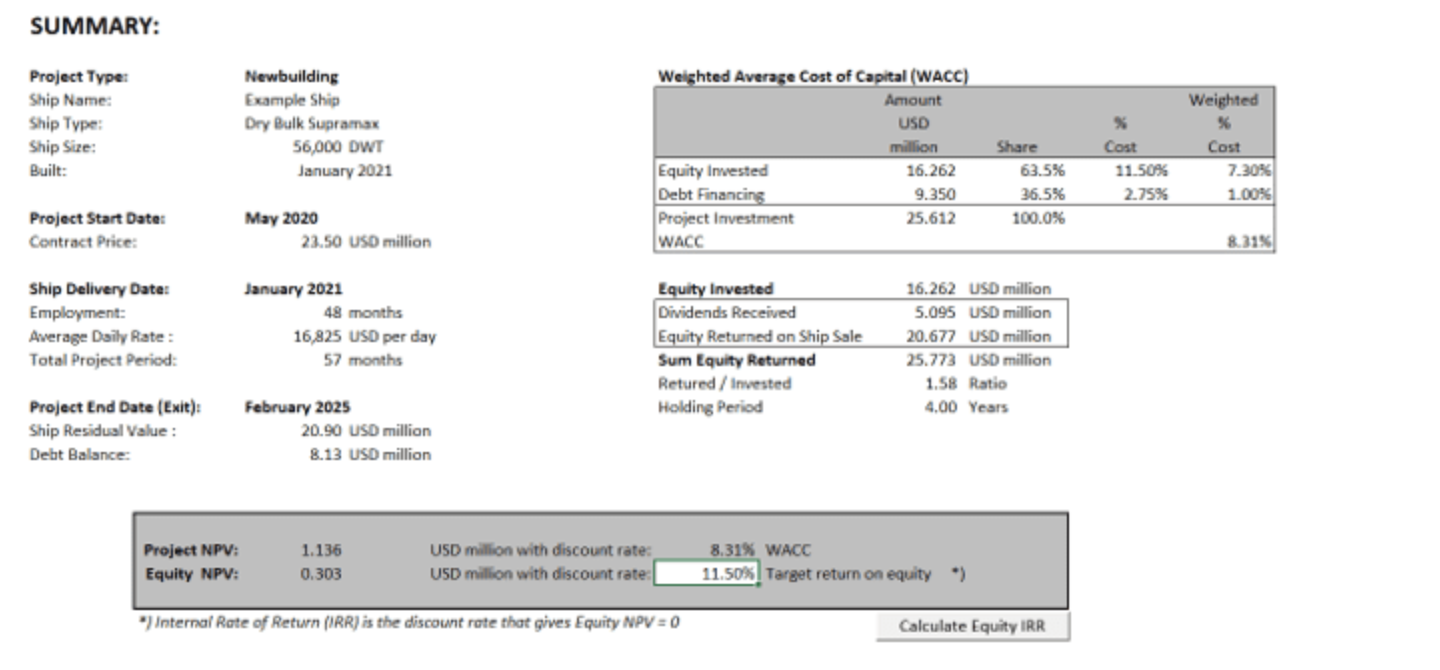 SUMMARY:
Project Type: Newbuilding
Ship Name: Example Ship
Ship Type: Dry Bulk Supramax
Ship Size: 56,000 DWT
Built: January 2021
Project Start Date: May 2020
Contract Price: 23.50 USD million
Ship Delivery Date: January 2021
Employment: 48 months
Average Daily Rate : 16,825 USD per day
Total Project Period: 57 months
Project End Date (Exit): February 2025
Ship Residual Value : 20.90 USD million
Debt Balance: 8.13 USD million
Weighted Average Cost of Capital (WACC)
Amount Weighted
USD % %
million Share Cost Cost
Equity Invested 16.262 63.5% 11.50% 7.30%
Debt Financing 9.350 36.5% 2.75% 1.00%
Project Investment 25.612 100.0%
WACC 8.31%
Equity Invested 16.262 USD million
Dividends Received 5.095 USD million
Equity Returned on Ship Sale 20.677 USD million
Sum Equity Returned 25.773 USD million
Retured / Invested 1.58 Ratio
Holding Period 4.00 Years
Project NPV: 1.136 USD million with discount rate: 8.31% WACC
Equity NPV: 0.303 USD million with discount rate: 11.50% Target return on equity *)
*) Internal Rate of Return (IRR) is the discount rate that gives Equity NPV = 0
Calculate Equity IRR